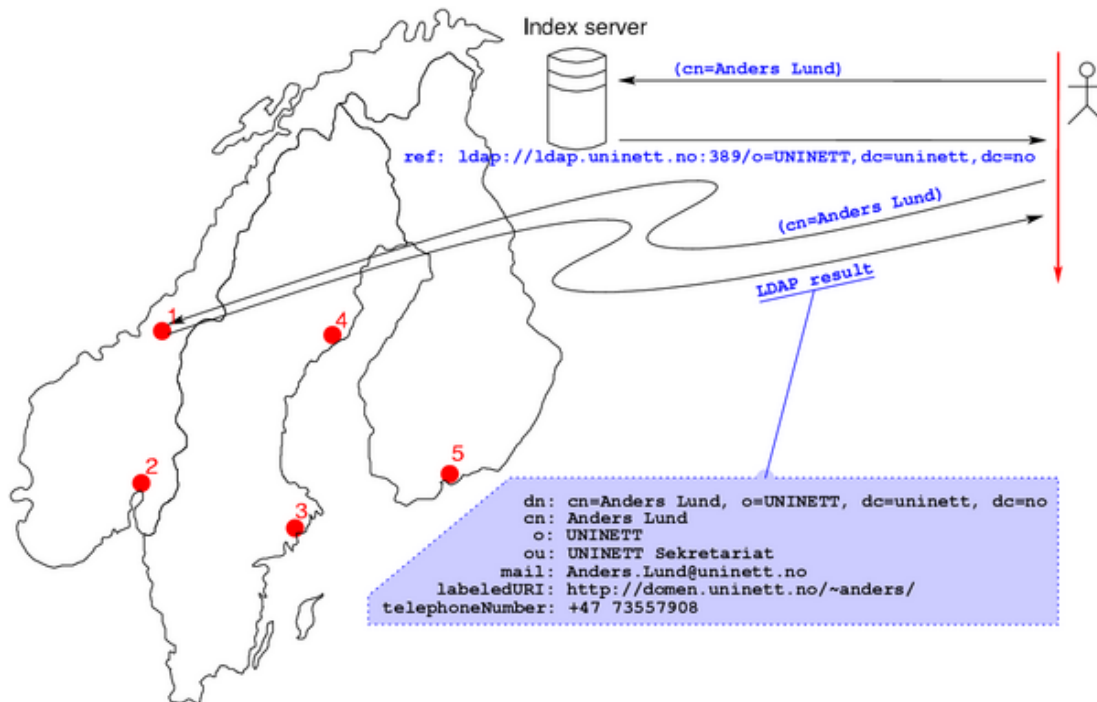 Index server
(cn=Anders Lund)
ref: ldap://ldap.uninett.no:389/o=UNINETT,dc=uninett,dc=no
(cn=Anders Lund)
LDAP result
1
4
2
5
3
dn: cn=Anders Lund, o=UNINETT, dc=uninett, dc=no
cn: Anders Lund
o: UNINETT
ou: UNINETT Sekretariat
mail: Anders.Lund@uninett.no
labeledURI: http://domen.uninett.no/~anders/
telephoneNumber: +47 73557908